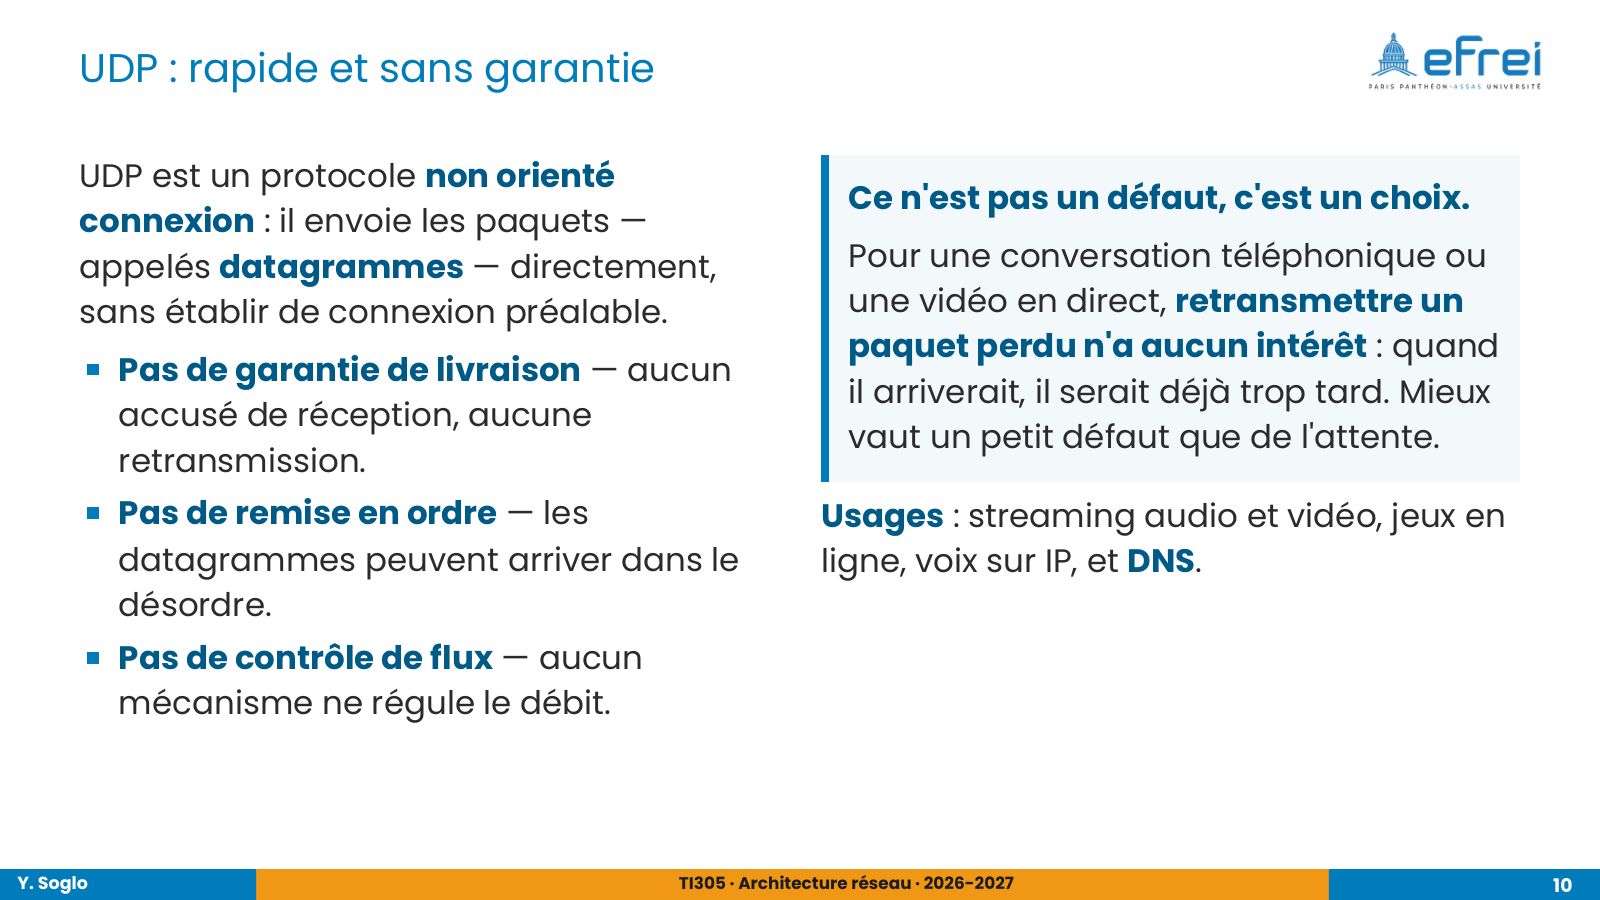 UDP : rapide et sans garantie
efrei
PARIS PANTHÉON-ASSAS UNIVERSITÉ
UDP est un protocole non orienté
connexion : il envoie les paquets —
appelés datagrammes — directement,
sans établir de connexion préalable.
Pas de garantie de livraison — aucun
accusé de réception, aucune
retransmission.
Pas de remise en ordre — les
datagrammes peuvent arriver dans le
désordre.
Pas de contrôle de flux — aucun
mécanisme ne régule le débit.
Ce n'est pas un défaut, c'est un choix.
Pour une conversation téléphonique ou
une vidéo en direct, retransmettre un
paquet perdu n'a aucun intérêt : quand
il arriverait, il serait déjà trop tard. Mieux
vaut un petit défaut que de l'attente.
Usages : streaming audio et vidéo, jeux en
ligne, voix sur IP, et DNS.
Y. Soglo
TI305 · Architecture réseau · 2026-2027
10